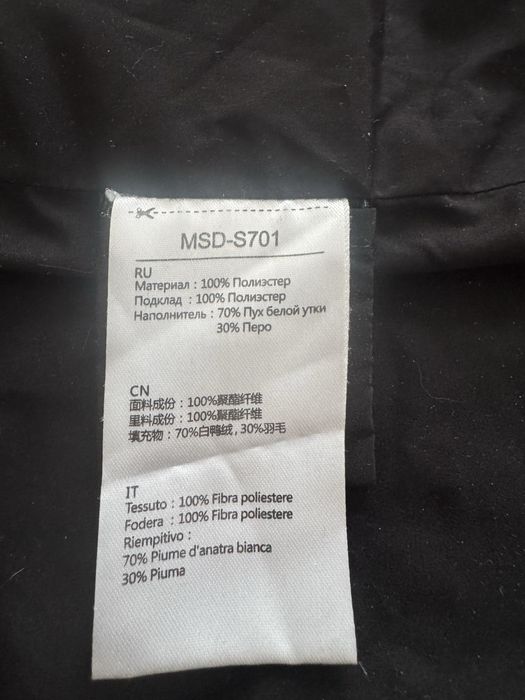 MSD-S701
RU
Материал : 100% Полиэстер
Подклад : 100% Полиэстер
Наполнитель : 70% Пух белой утки
30% Перо
CN
面料成份 : 100%聚酯纤维
里料成份 : 100%聚酯纤维
填充物 : 70%白鸭绒, 30%羽毛
IT
Tessuto : 100% Fibra poliestere
Fodera : 100% Fibra poliestere
Riempitivo :
70% Piume d'anatra bianca
30% Piuma